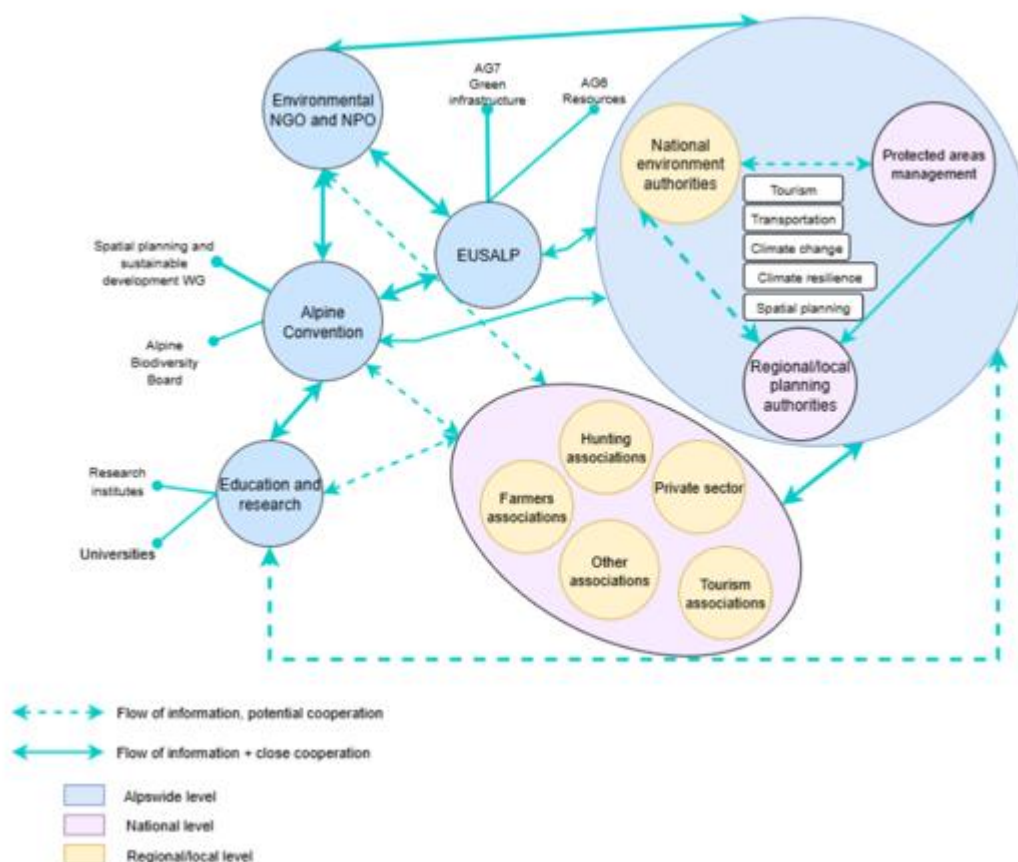 AG7
Green
infrastructure
AG6
Resources
Environmental
NGO and NPO
National
environment
authorities
Protected areas
management
Tourism
Transportation
Climate change
Climate resilience
Spatial planning
Spatial planning and
sustainable
development WG
EUSALP
Alpine
Convention
Alpine
Biodiversity
Board
Regional/local
planning
authorities
Hunting
associations
Private sector
Farmers
associations
Other
associations
Tourism
associations
Research
institutes
Education and
research
Universities
Flow of information, potential cooperation
Flow of information + close cooperation
Alpswide level
National level
Regional/local level